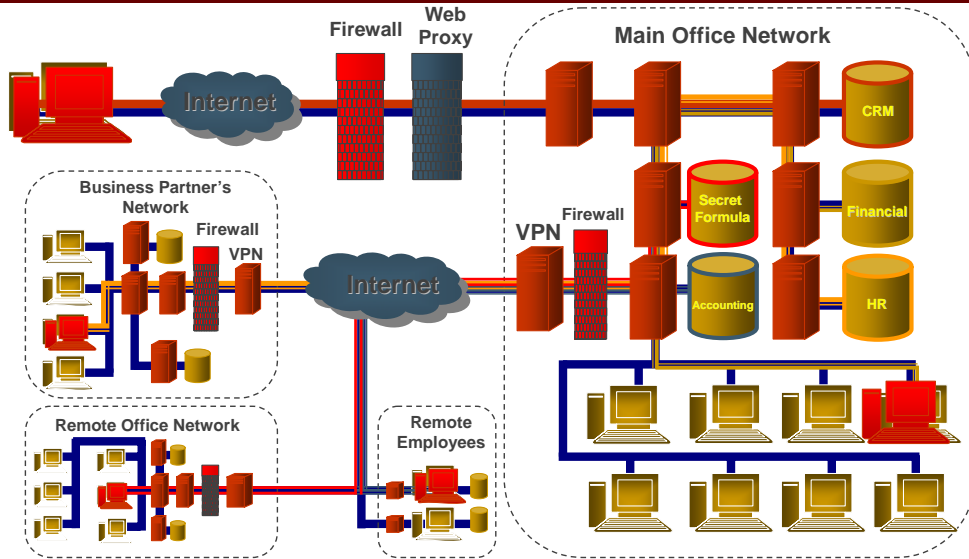 Firewall
Web
Proxy
Main Office Network
Internet
CRM
Business Partner's
Network
Firewall
VPN
Secret
Formula
Financial
VPN
Firewall
Internet
Accounting
HR
Remote Office Network
Remote
Employees